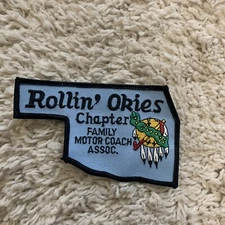 Rollin' Okies
Chapter
FAMILY
MOTOR COACH
ASSOC.